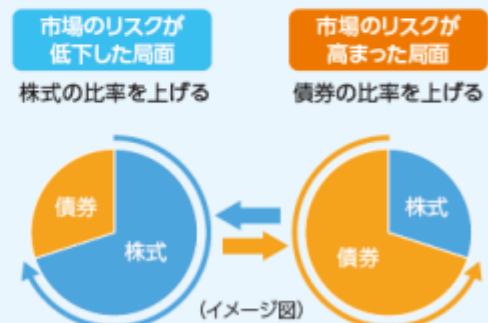 市場のリスクが
低下した局面
株式の比率を上げる
市場のリスクが
高まった局面
債券の比率を上げる
債券
株式
株式
債券
(イメージ図)